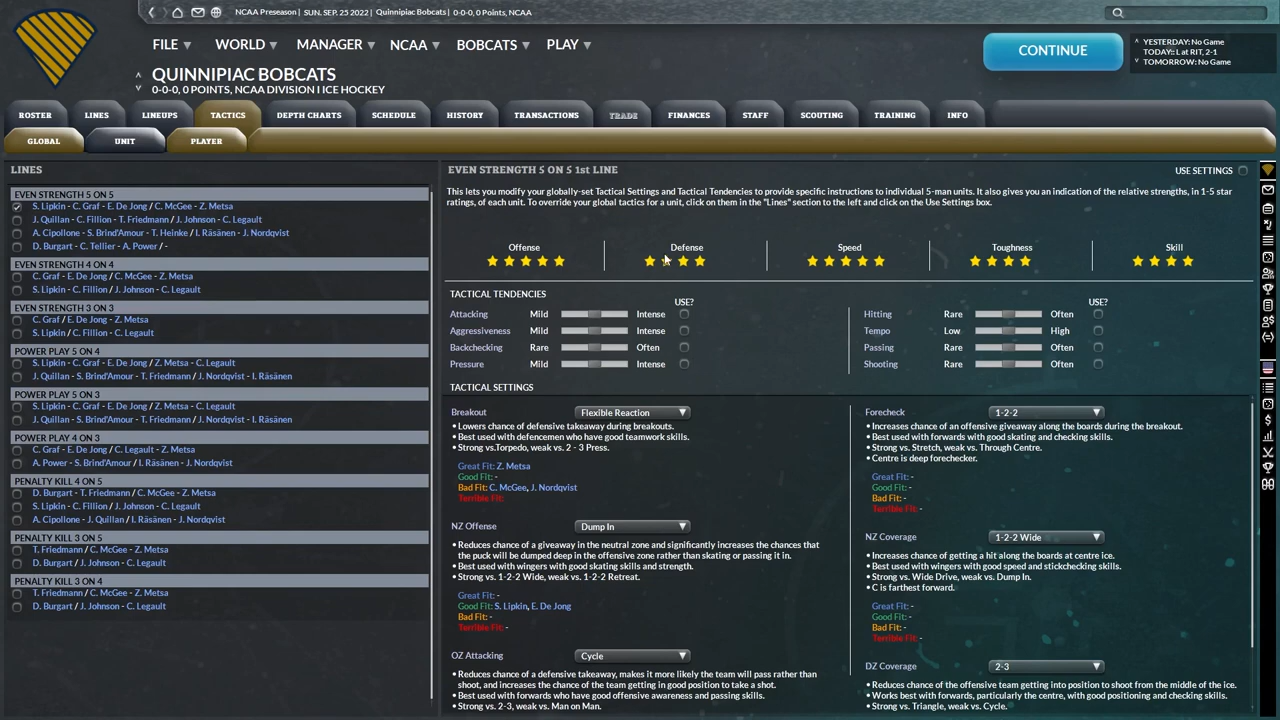 NCAA Preseason | SUN. SEP. 25 2022 | Quinnipiac Bobcats | 0-0-0, 0 Points, NCAA
FILE WORLD MANAGER NCAA BOBCATS PLAY
CONTINUE
YESTERDAY: No Game
TODAY:: L at RIT, 2-1
TOMORROW: No Game
QUINNIPIAC BOBCATS
0-0-0, 0 POINTS, NCAA DIVISION I ICE HOCKEY
ROSTER LINES LINEUPS TACTICS DEPTH CHARTS SCHEDULE HISTORY TRANSACTIONS TRADE FINANCES STAFF SCOUTING TRAINING INFO
GLOBAL UNIT PLAYER
LINES
EVEN STRENGTH 5 ON 5
S. Lipkin - C. Graf - E. De Jong / C. McGee - Z. Metsa
J. Quillan - C. Fillion - T. Friedmann / J. Johnson - C. Legault
A. Cipollone - S. Brind'Amour - T. Heinke / I. Räsänen - J. Nordqvist
D. Burgart - C. Tellier - A. Power / -
EVEN STRENGTH 4 ON 4
C. Graf - E. De Jong / C. McGee - Z. Metsa
S. Lipkin - C. Fillion / J. Johnson - C. Legault
EVEN STRENGTH 3 ON 3
C. Graf / E. De Jong - Z. Metsa
S. Lipkin / C. Fillion - C. Legault
POWER PLAY 5 ON 4
S. Lipkin - C. Graf - E. De Jong / Z. Metsa - C. Legault
J. Quillan - S. Brind'Amour - T. Friedmann / J. Nordqvist - I. Räsänen
POWER PLAY 5 ON 3
S. Lipkin - C. Graf - E. De Jong / Z. Metsa - C. Legault
J. Quillan - S. Brind'Amour - T. Friedmann / J. Nordqvist - I. Räsänen
POWER PLAY 4 ON 3
C. Graf - E. De Jong / C. Legault - Z. Metsa
A. Power - S. Brind'Amour / I. Räsänen - J. Nordqvist
PENALTY KILL 4 ON 5
D. Burgart - T. Friedmann / C. McGee - Z. Metsa
S. Lipkin - C. Fillion / J. Johnson - C. Legault
A. Cipollone - J. Quillan / I. Räsänen - J. Nordqvist
PENALTY KILL 3 ON 5
T. Friedmann / C. McGee - Z. Metsa
D. Burgart / J. Johnson - C. Legault
PENALTY KILL 3 ON 4
T. Friedmann / C. McGee - Z. Metsa
D. Burgart / J. Johnson - C. Legault
EVEN STRENGTH 5 ON 5 1st LINE
USE SETTINGS
This lets you modify your globally-set Tactical Settings and Tactical Tendencies to provide specific instructions to individual 5-man units. It also gives you an indication of the relative strengths, in 1-5 star
ratings, of each unit. To override your global tactics for a unit, click on them in the "Lines" section to the left and click on the Use Settings box.
Offense Defense Speed Toughness Skill
TACTICAL TENDENCIES
USE?
Attacking Mild Intense
Aggressiveness Mild Intense
Backchecking Rare Often
Pressure Mild Intense
USE?
Hitting Rare Often
Tempo Low High
Passing Rare Often
Shooting Rare Often
TACTICAL SETTINGS
Breakout Flexible Reaction
• Lowers chance of defensive takeaway during breakouts.
• Best used with defencemen who have good teamwork skills.
• Strong vs.Torpedo, weak vs. 2 - 3 Press.
Great Fit: Z. Metsa
Good Fit: -
Bad Fit: C. McGee, J. Nordqvist
Terrible Fit:
NZ Offense Dump In
• Reduces chance of a giveaway in the neutral zone and significantly increases the chances that
the puck will be dumped deep in the offensive zone rather than skating or passing it in.
• Best used with wingers with good skating skills and strength.
• Strong vs. 1-2-2 Wide, weak vs. 1-2-2 Retreat.
Great Fit: -
Good Fit: S. Lipkin, E. De Jong
Bad Fit: -
Terrible Fit: -
OZ Attacking Cycle
• Reduces chance of a defensive takeaway, makes it more likely the team will pass rather than
shoot, and increases the chance of the team getting in good position to take a shot.
• Best used with forwards who have good offensive awareness and passing skills.
• Strong vs. 2-3, weak vs. Man on Man.
Forecheck 1-2-2
• Increases chance of an offensive giveaway along the boards during the breakout.
• Best used with forwards with good skating and checking skills.
• Strong vs. Stretch, weak vs. Through Centre.
• Centre is deep forechecker.
Great Fit: -
Good Fit: -
Bad Fit: -
Terrible Fit: -
NZ Coverage 1-2-2 Wide
• Increases chance of getting a hit along the boards at centre ice.
• Best used with wingers with good speed and stickchecking skills.
• Strong vs. Wide Drive, weak vs. Dump In.
• C is farthest forward.
Great Fit: -
Good Fit: -
Bad Fit: -
Terrible Fit: -
DZ Coverage 2-3
• Reduces chance of the offensive team getting into position to shoot from the middle of the ice.
• Works best with forwards, particularly the centre, with good positioning and checking skills.
• Strong vs. Triangle, weak vs. Cycle.